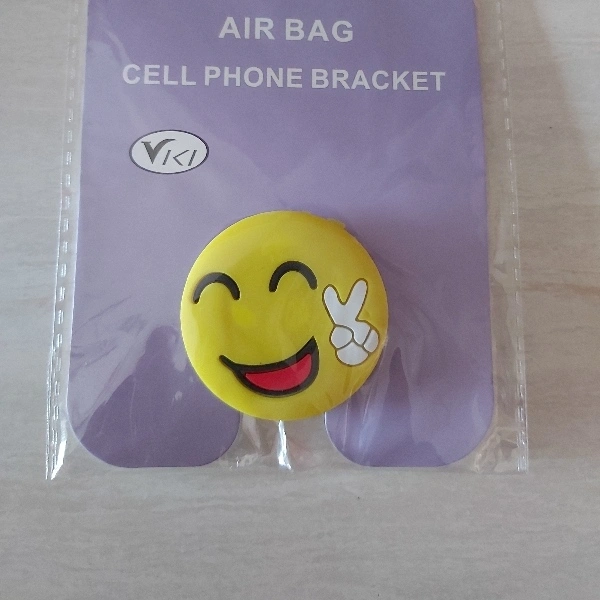 AIR BAG
CELL PHONE BRACKET
VKI